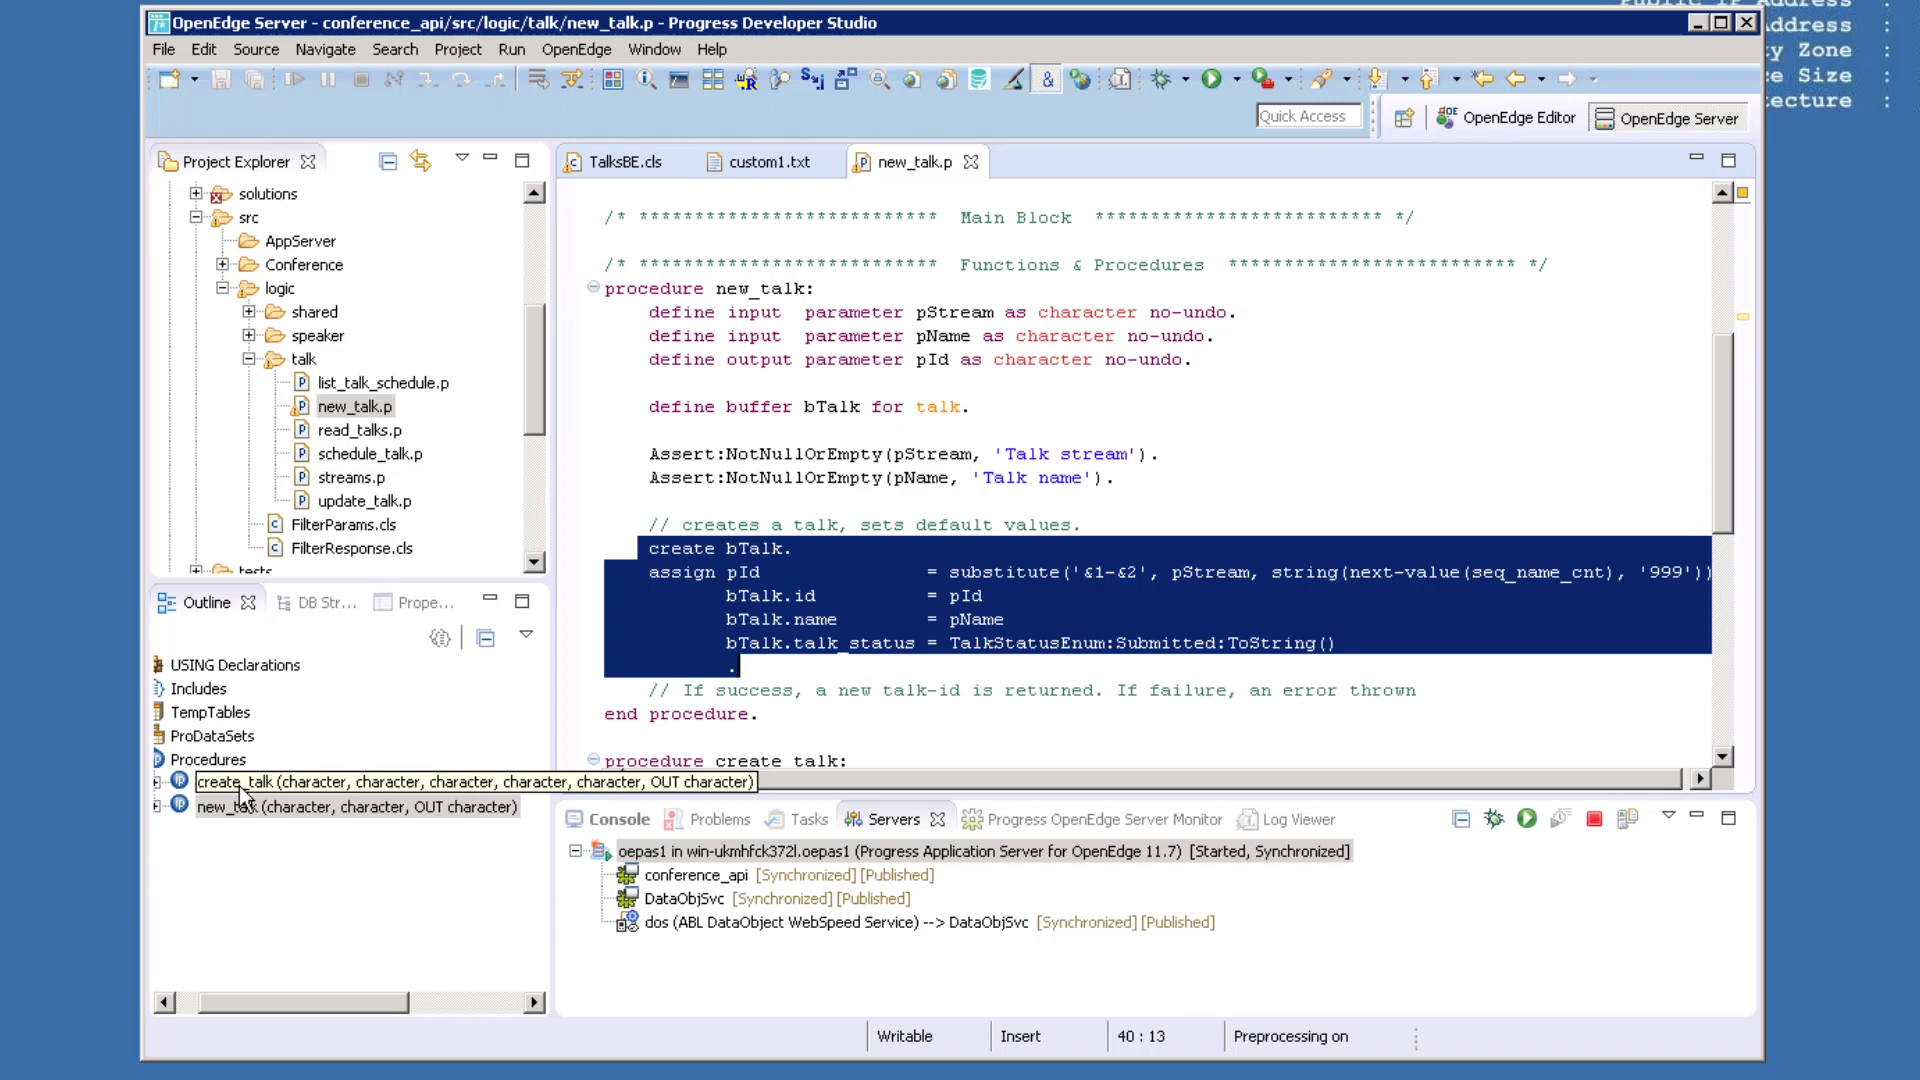 OpenEdge Server - conference_api/src/logic/talk/new_talk.p - Progress Developer Studio
File Edit Source Navigate Search Project Run OpenEdge Window Help
Quick Access OpenEdge Editor OpenEdge Server
Address :
y Zone :
ce Size :
tecture :
Project Explorer
solutions
src
AppServer
Conference
logic
shared
speaker
talk
list_talk_schedule.p
new_talk.p
read_talks.p
schedule_talk.p
streams.p
update_talk.p
FilterParams.cls
FilterResponse.cls
tests
Outline DB Str... Prope...
USING Declarations
Includes
TempTables
ProDataSets
Procedures
create_talk (character, character, character, character, character, OUT character)
new_talk (character, character, OUT character)
TalksBE.cls custom1.txt new_talk.p
/* *************************** Main Block ************************** */
/* *************************** Functions & Procedures ************************** */
procedure new_talk:
define input parameter pStream as character no-undo.
define input parameter pName as character no-undo.
define output parameter pId as character no-undo.
define buffer bTalk for talk.
Assert:NotNullOrEmpty(pStream, 'Talk stream').
Assert:NotNullOrEmpty(pName, 'Talk name').
// creates a talk, sets default values.
create bTalk.
assign pId = substitute('&1-&2', pStream, string(next-value(seq_name_cnt), '999'))
bTalk.id = pId
bTalk.name = pName
bTalk.talk_status = TalkStatusEnum:Submitted:ToString()
.
// If success, a new talk-id is returned. If failure, an error thrown
end procedure.
procedure create talk:
Console Problems Tasks Servers Progress OpenEdge Server Monitor Log Viewer
oepas1 in win-ukmhfck372l.oepas1 (Progress Application Server for OpenEdge 11.7) [Started, Synchronized]
conference_api [Synchronized] [Published]
DataObjSvc [Synchronized] [Published]
dos (ABL DataObject WebSpeed Service) --> DataObjSvc [Synchronized] [Published]
Writable Insert 40 : 13 Preprocessing on